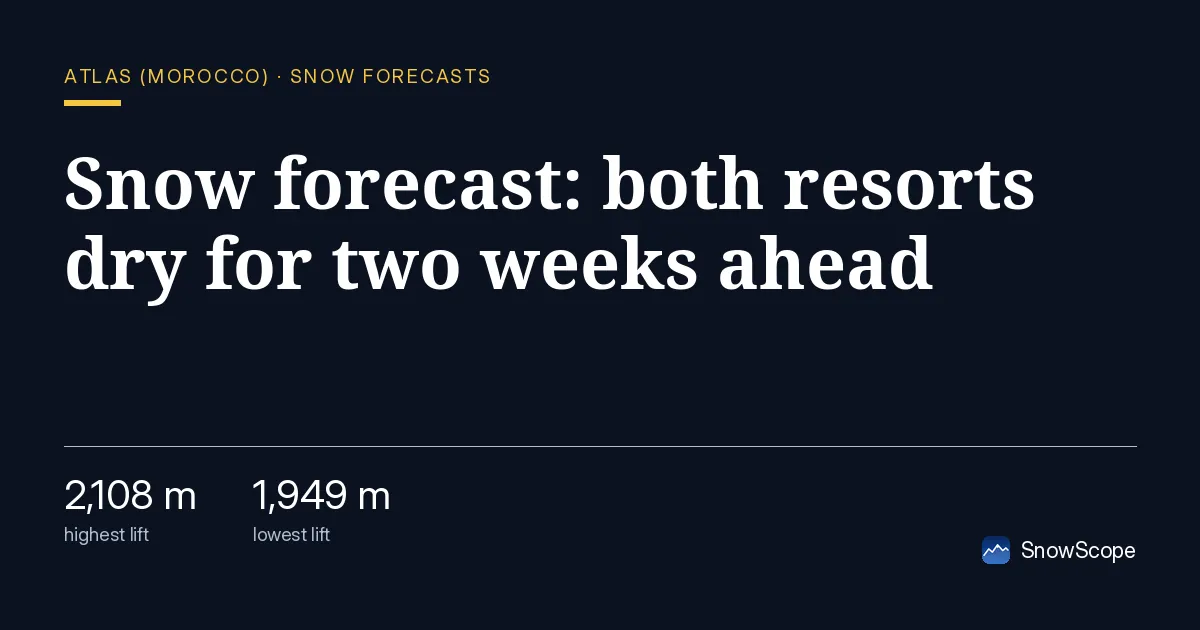 ATLAS (MOROCCO) · SNOW FORECASTS
Snow forecast: both resorts
dry for two weeks ahead
2,108 m
highest lift
1,949 m
lowest lift
SnowScope